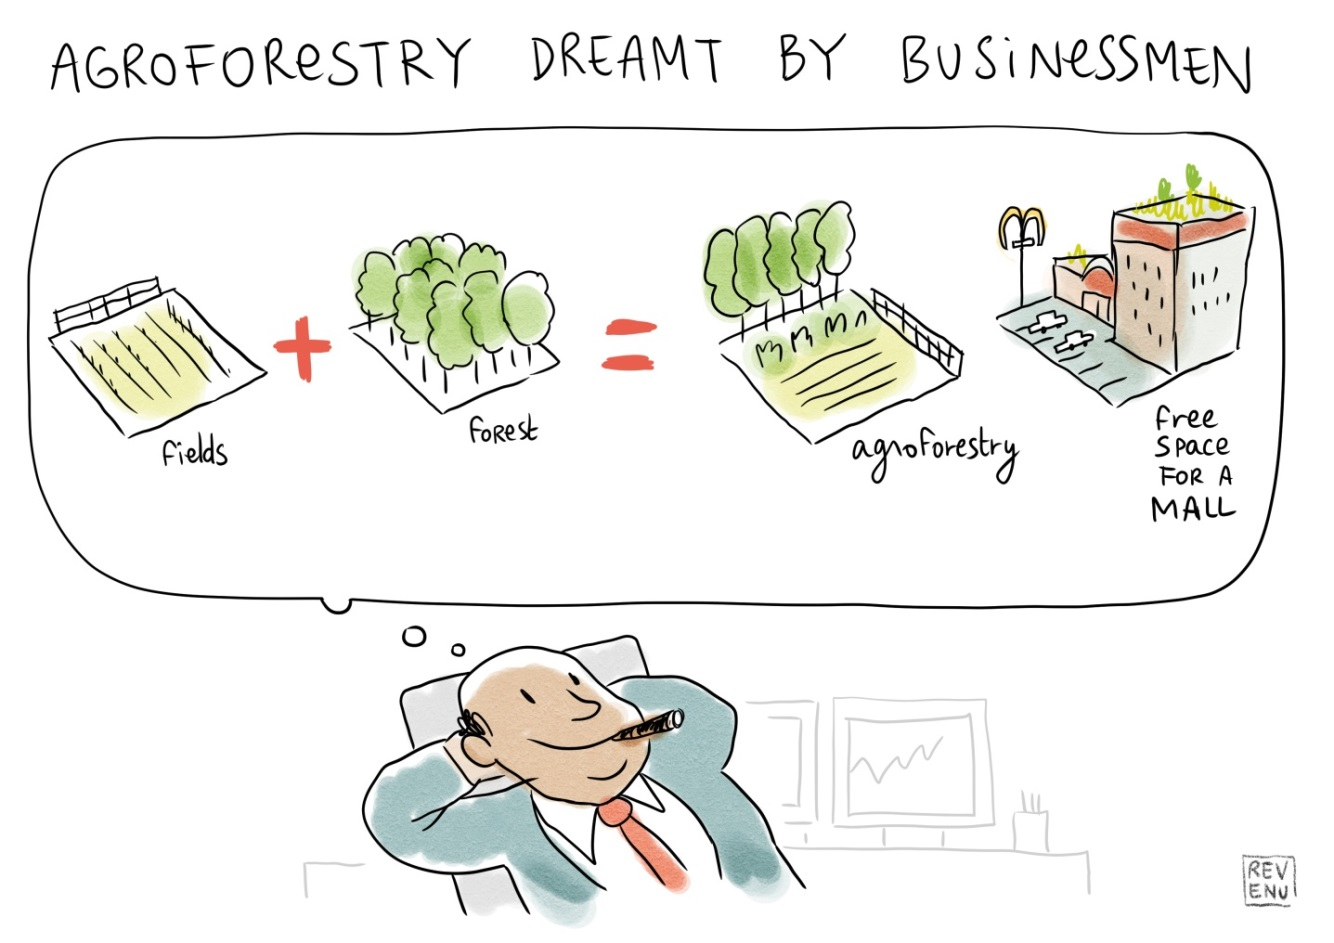 AGROFOReSTRY DREAMT BY BUSiNeSSMEN
fields
forest
agroforestry
free
SPACE
FOR A
MALL
REV
ENU